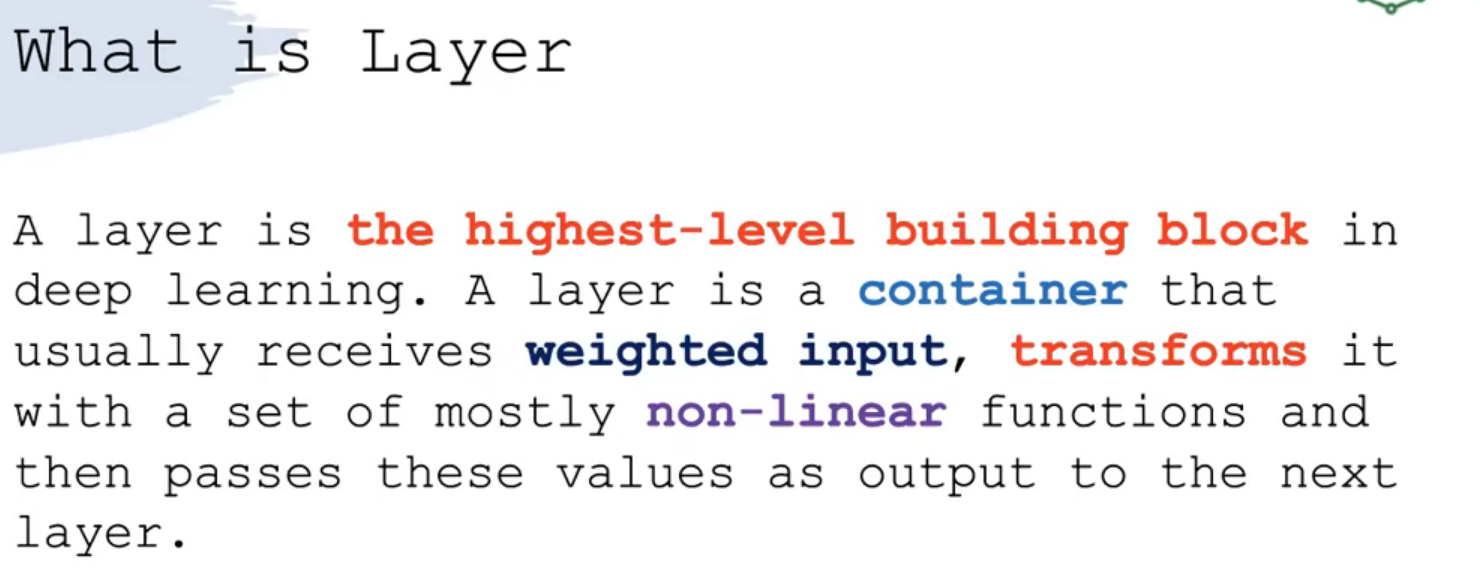 What is Layer
A layer is the highest-level building block in
deep learning. A layer is a container that
usually receives weighted input, transforms it
with a set of mostly non-linear functions and
then passes these values as output to the next
layer.